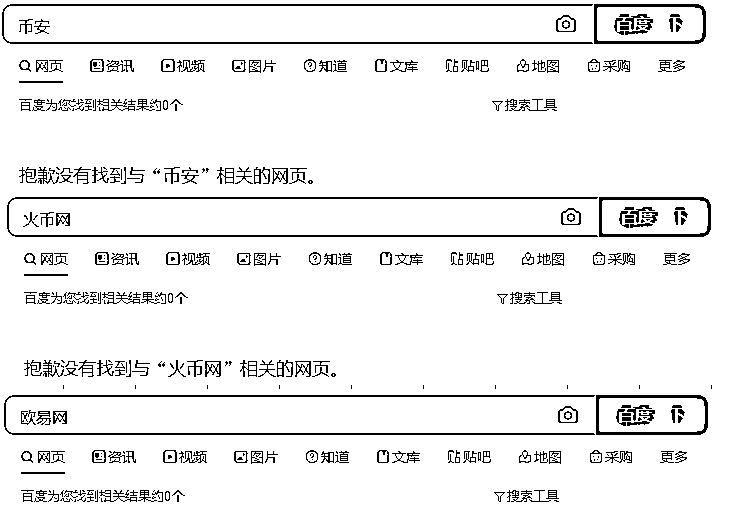 币安 百度一下
网页 资讯 视频 图片 知道 文库 贴吧 地图 采购 更多
百度为您找到相关结果约0个 搜索工具
抱歉没有找到与“币安”相关的网页。
火币网 百度一下
网页 资讯 视频 图片 知道 文库 贴吧 地图 采购 更多
百度为您找到相关结果约0个 搜索工具
抱歉没有找到与“火币网”相关的网页。
欧易网 百度一下
网页 资讯 视频 图片 知道 文库 贴吧 地图 采购 更多
百度为您找到相关结果约0个 搜索工具